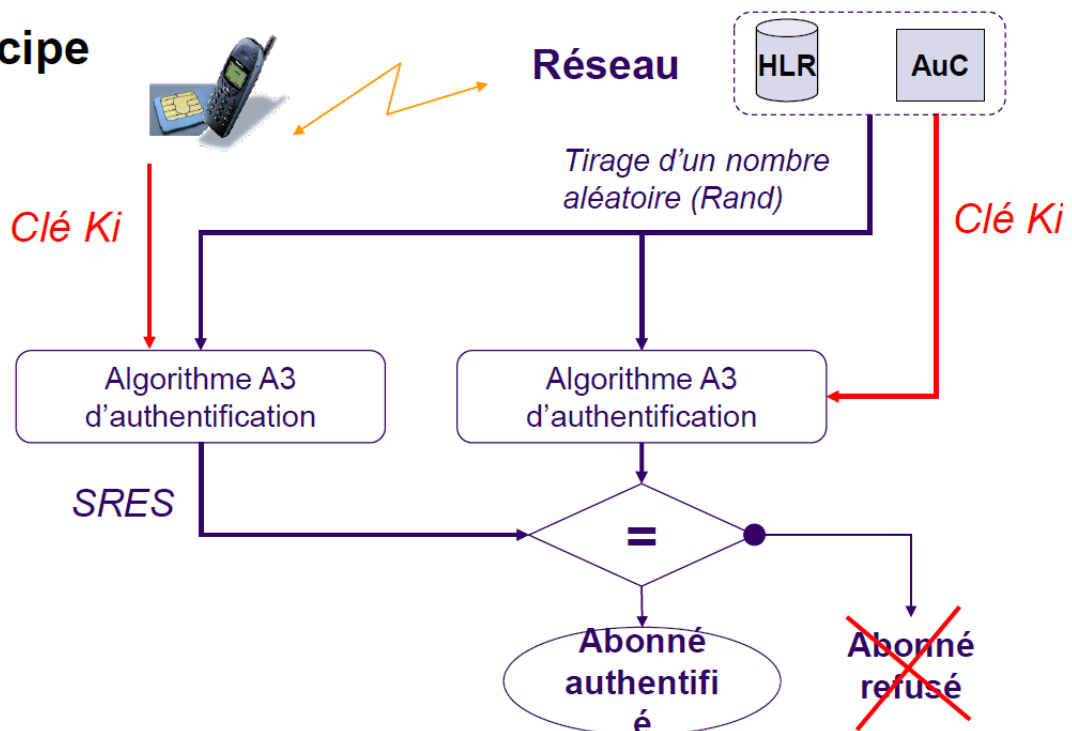 cipe
Réseau
HLR
AuC
Tirage d'un nombre
aléatoire (Rand)
Clé Ki
Clé Ki
Algorithme A3
d'authentification
Algorithme A3
d'authentification
SRES
=
Abonné
authentifi
é
Abonné
refusé